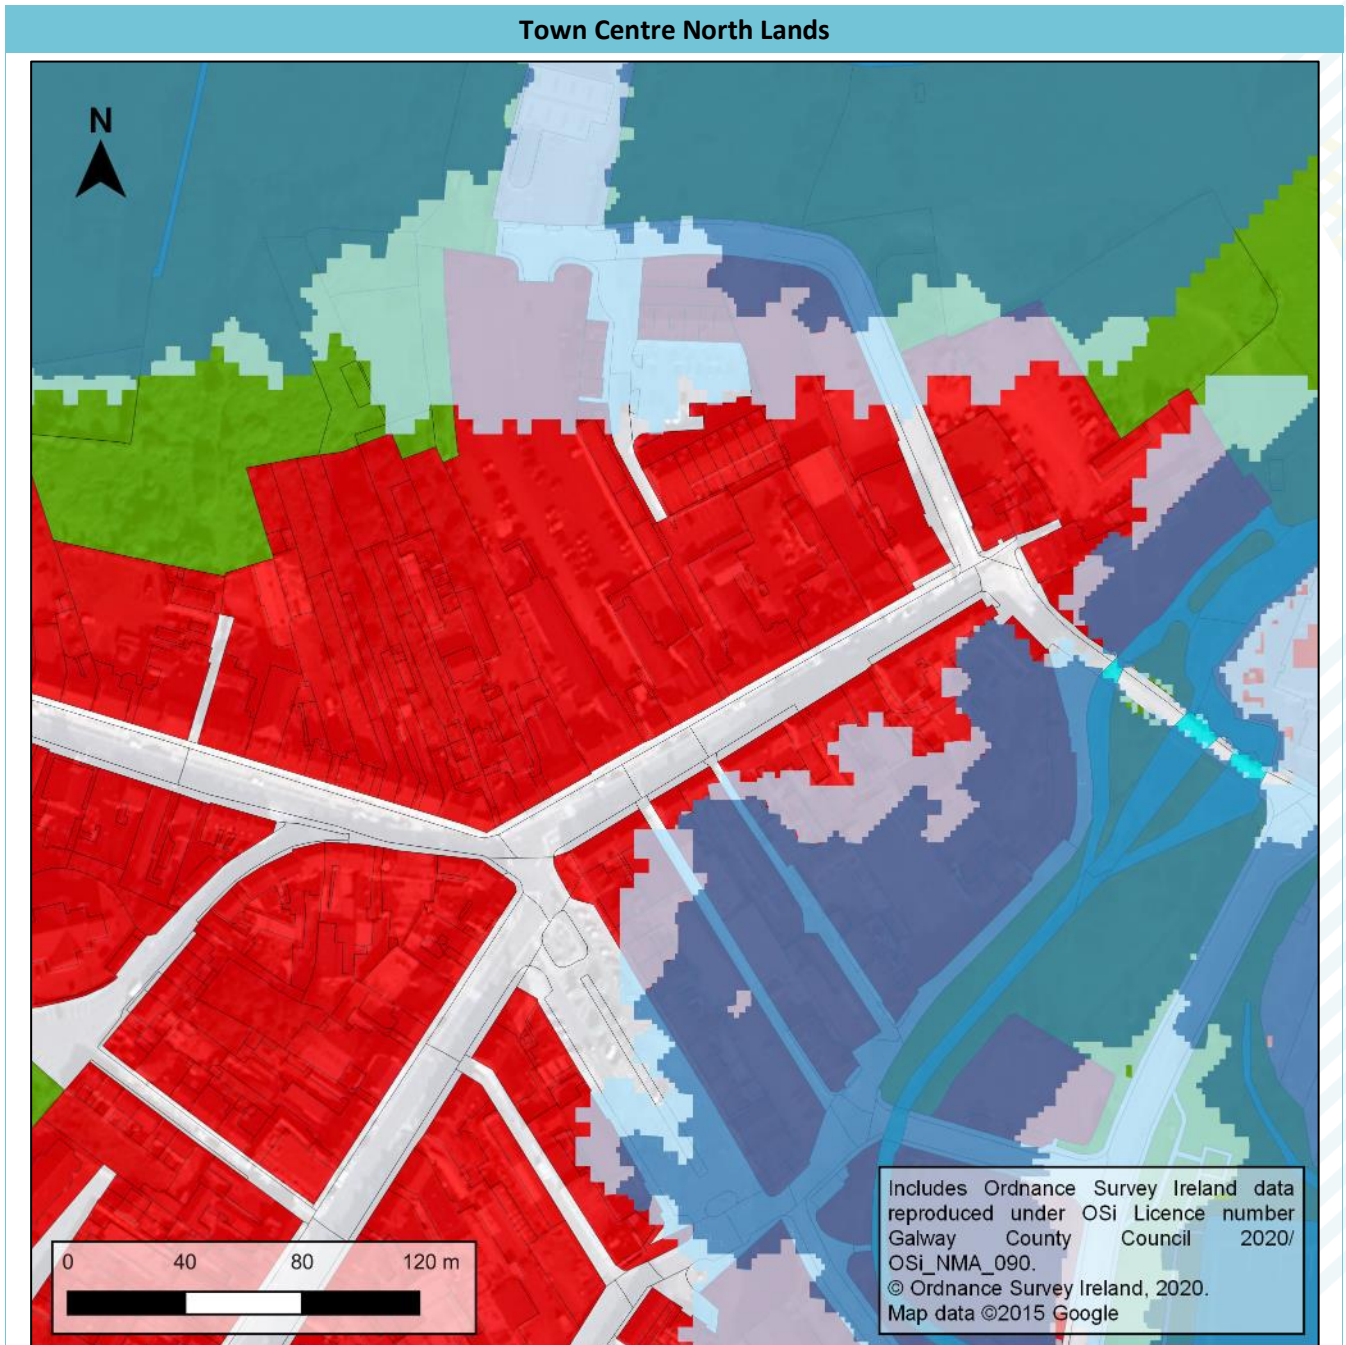 Town Centre North Lands
N
Includes Ordnance Survey Ireland data
reproduced under OSi Licence number
Galway County Council 2020/
OSi_NMA_090.
© Ordnance Survey Ireland, 2020.
Map data ©2015 Google
0 40 80 120 m